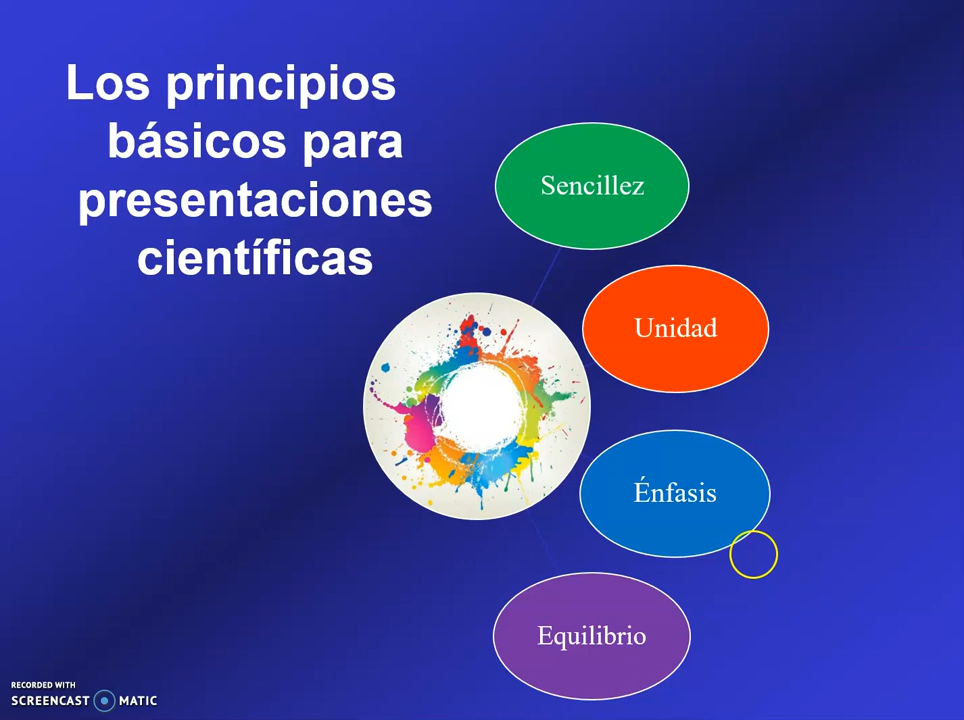 Los principios
básicos para
presentaciones
científicas
Sencillez
Unidad
Énfasis
Equilibrio
RECORDED WITH
SCREENCAST MATIC